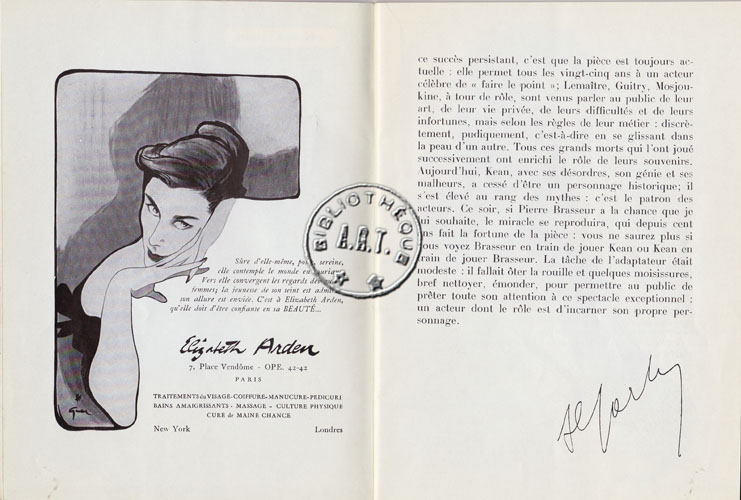 Sûre d'elle-même, sereine,
elle contemple le monde en
Vers elle convergent les regards des
femmes; la jeunesse de son teint est
son allure est enviée. C'est à Elizabeth Arden,
qu'elle doit d'être confiante en sa BEAUTÉ...
Elizabeth Arden
7, Place Vendôme - OPE. 42-42
PARIS
TRAITEMENTS du VISAGE-COIFFURE-MANUCURE-PEDICURE
BAINS AMAIGRISSANTS - MASSAGE - CULTURE PHYSIQUE
CURE de MAINE CHANCE
New York Londres
Gruau
BIBLIOTHÈQUE
A.R.T.
ce succès persistant, c'est que la pièce est toujours ac-
tuelle : elle permet tous les vingt-cinq ans à un acteur
célèbre de « faire le point »; Lemaître, Guitry, Mosjou-
kine, à tour de rôle, sont venus parler au public de leur
art, de leur vie privée, de leurs difficultés et de leurs
infortunes, mais selon les règles de leur métier : discrè-
tement, pudiquement, c'est-à-dire en se glissant dans
la peau d'un autre. Tous ces grands morts qui l'ont joué
successivement ont enrichi le rôle de leurs souvenirs.
Aujourd'hui, Kean, avec ses désordres, son génie et ses
malheurs, a cessé d'être un personnage historique; il
s'est élevé au rang des mythes : c'est le patron des
acteurs. Ce soir, si Pierre Brasseur a la chance que je
lui souhaite, le miracle se reproduira, qui depuis cent
ans fait la fortune de la pièce : vous ne saurez plus si
vous voyez Brasseur en train de jouer Kean ou Kean en
train de jouer Brasseur. La tâche de l'adaptateur était
modeste : il fallait ôter la rouille et quelques moisissures,
bref nettoyer, émonder, pour permettre au public de
prêter toute son attention à ce spectacle exceptionnel :
un acteur dont le rôle est d'incarner son propre per-
sonnage.